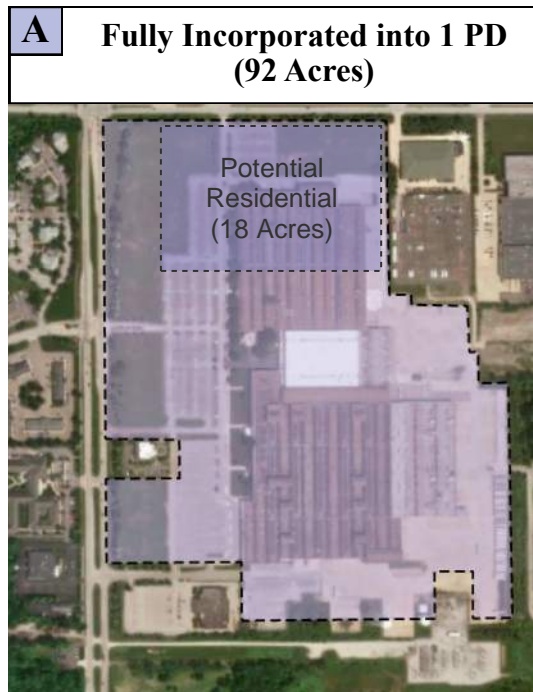 A
Fully Incorporated into 1 PD
(92 Acres)
Potential
Residential
(18 Acres)